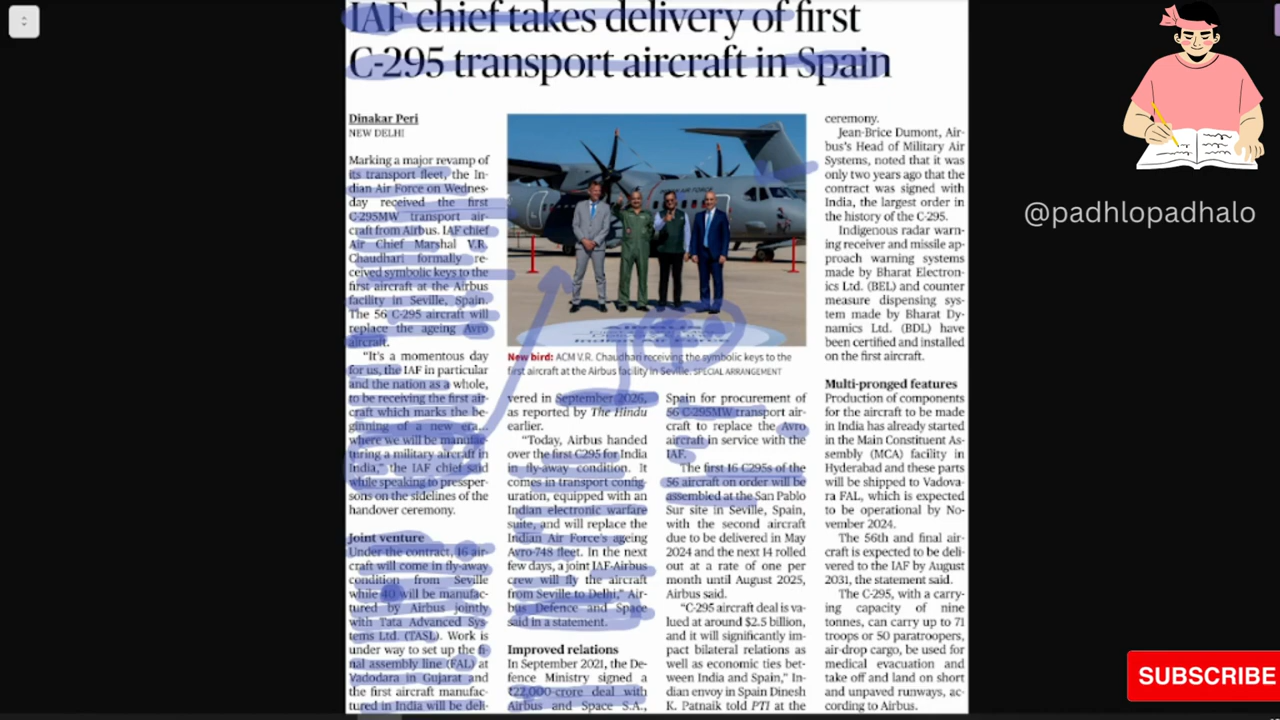 IAF chief takes delivery of first
C-295 transport aircraft in Spain
Dinakar Peri
NEW DELHI
Marking a major revamp of
its transport fleet, the In-
dian Air Force on Wednes-
day received the first
C-295MW transport air-
craft from Airbus. IAF chief
Air Chief Marshal V.R.
Chaudhari formally re-
ceived symbolic keys to the
first aircraft at the Airbus
facility in Seville, Spain.
The 56 C-295 aircraft will
replace the ageing Avro
aircraft.
“It’s a momentous day
for us, the IAF in particular
and the nation as a whole,
to be receiving the first air-
craft which marks the be-
ginning of a new era...
where we will be manufac-
turing a military aircraft in
India,” the IAF chief said
while speaking to pressper-
sons on the sidelines of the
handover ceremony.
Joint venture
Under the contract, 16 air-
craft will come in fly-away
condition from Seville
while 40 will be manufac-
tured by Airbus jointly
with Tata Advanced Sys-
tems Ltd. (TASL). Work is
under way to set up the fi-
nal assembly line (FAL) at
Vadodara in Gujarat and
the first aircraft manufac-
tured in India will be deli-
New bird: ACM V.R. Chaudhari receiving the symbolic keys to the
first aircraft at the Airbus facility in Seville. SPECIAL ARRANGEMENT
vered in September 2026,
as reported by The Hindu
earlier.
“Today, Airbus handed
over the first C295 for India
in fly-away condition. It
comes in transport config-
uration, equipped with an
Indian electronic warfare
suite, and will replace the
Indian Air Force’s ageing
Avro-748 fleet. In the next
few days, a joint IAF-Airbus
crew will fly the aircraft
from Seville to Delhi,” Air-
bus Defence and Space
said in a statement.
Improved relations
In September 2021, the De-
fence Ministry signed a
₹22,000-crore deal with
Airbus and Space S.A.,
Spain for procurement of
56 C-295MW transport air-
craft to replace the Avro
aircraft in service with the
IAF.
The first 16 C295s of the
56 aircraft on order will be
assembled at the San Pablo
Sur site in Seville, Spain,
with the second aircraft
due to be delivered in May
2024 and the next 14 rolled
out at a rate of one per
month until August 2025,
Airbus said.
“C-295 aircraft deal is va-
lued at around $2.5 billion,
and it will significantly im-
pact bilateral relations as
well as economic ties bet-
ween India and Spain,” In-
dian envoy in Spain Dinesh
K. Patnaik told PTI at the
ceremony.
Jean-Brice Dumont, Air-
bus’s Head of Military Air
Systems, noted that it was
only two years ago that the
contract was signed with
India, the largest order in
the history of the C-295.
Indigenous radar warn-
ing receiver and missile ap-
proach warning systems
made by Bharat Electron-
ics Ltd. (BEL) and counter
measure dispensing sys-
tem made by Bharat Dy-
namics Ltd. (BDL) have
been certified and installed
on the first aircraft.
Multi-pronged features
Production of components
for the aircraft to be made
in India has already started
in the Main Constituent As-
sembly (MCA) facility in
Hyderabad and these parts
will be shipped to Vadova-
ra FAL, which is expected
to be operational by No-
vember 2024.
The 56th and final air-
craft is expected to be deli-
vered to the IAF by August
2031, the statement said.
The C-295, with a carry-
ing capacity of nine
tonnes, can carry up to 71
troops or 50 paratroopers,
air-drop cargo, be used for
medical evacuation and
take off and land on short
and unpaved runways, ac-
cording to Airbus.
@padhlopadhalo
SUBSCRIBE